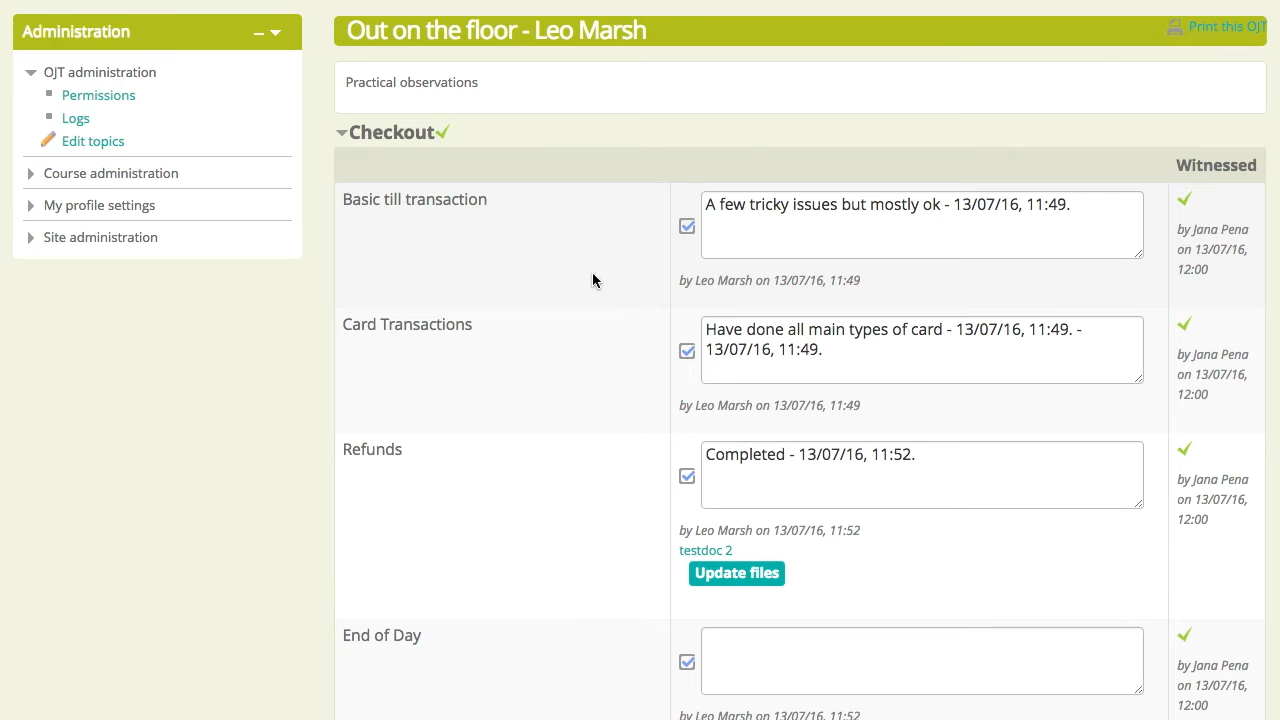 Administration
OJT administration
Permissions
Logs
Edit topics
Course administration
My profile settings
Site administration
Out on the floor - Leo Marsh
Print this OJT
Practical observations
Checkout
Witnessed
Basic till transaction
A few tricky issues but mostly ok - 13/07/16, 11:49.
by Leo Marsh on 13/07/16, 11:49
by Jana Pena
on 13/07/16,
12:00
Card Transactions
Have done all main types of card - 13/07/16, 11:49. -
13/07/16, 11:49.
by Leo Marsh on 13/07/16, 11:49
by Jana Pena
on 13/07/16,
12:00
Refunds
Completed - 13/07/16, 11:52.
by Leo Marsh on 13/07/16, 11:52
testdoc 2
Update files
by Jana Pena
on 13/07/16,
12:00
End of Day
by Leo Marsh on 13/07/16, 11:52
by Jana Pena
on 13/07/16,
12:00